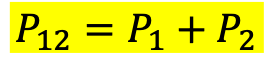 P₁₂ = P₁ + P₂